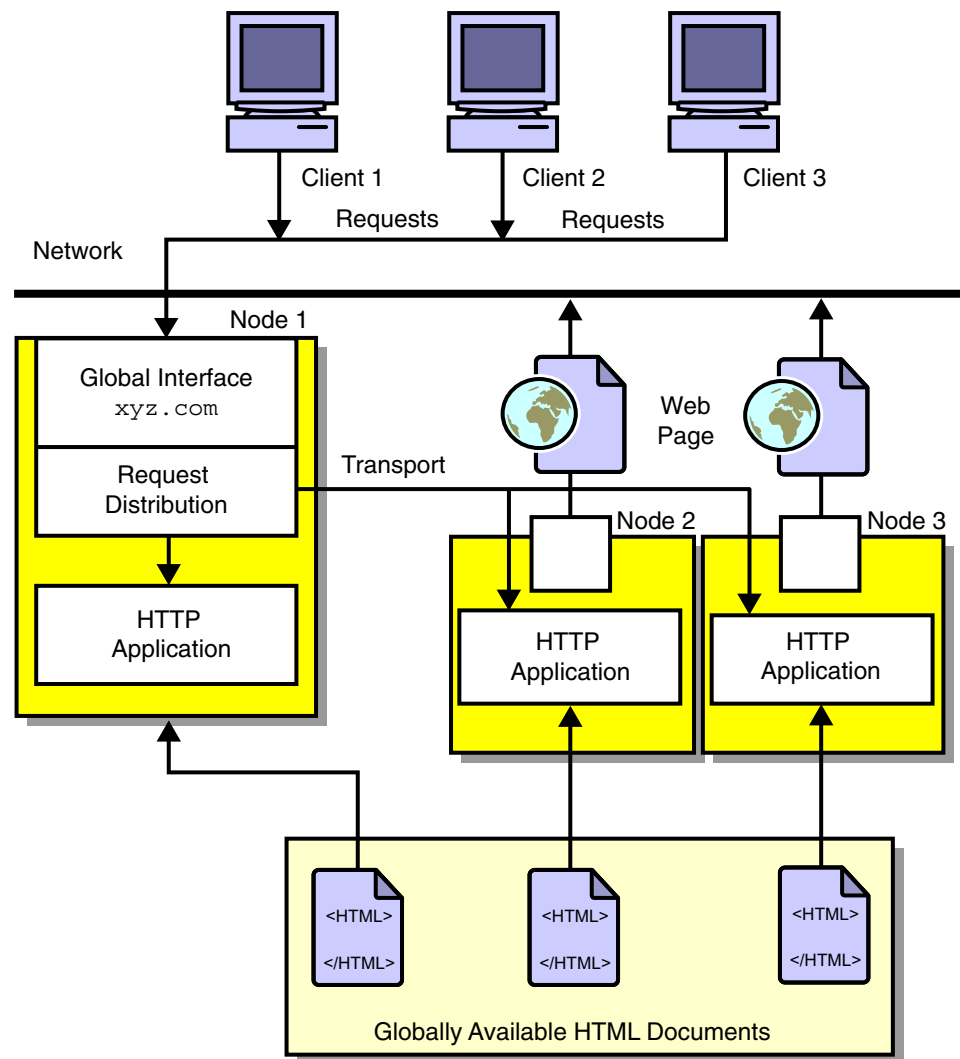 Client 1
Client 2
Client 3
Requests
Requests
Network
Node 1
Global Interface
xyz.com
Web
Page
Request
Distribution
Transport
Node 2
Node 3
HTTP
Application
HTTP
Application
HTTP
Application
<HTML>
</HTML>
<HTML>
</HTML>
<HTML>
</HTML>
Globally Available HTML Documents